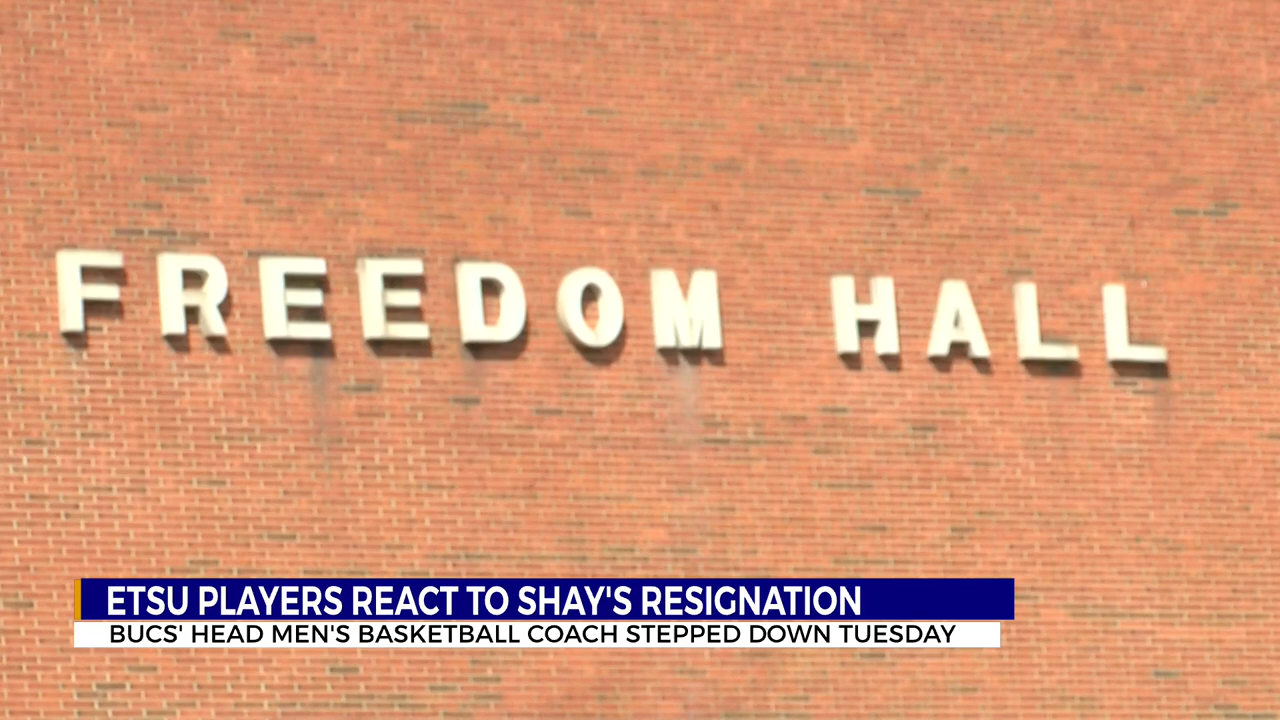 FREEDOM HALL
ETSU PLAYERS REACT TO SHAY'S RESIGNATION
BUCS' HEAD MEN'S BASKETBALL COACH STEPPED DOWN TUESDAY